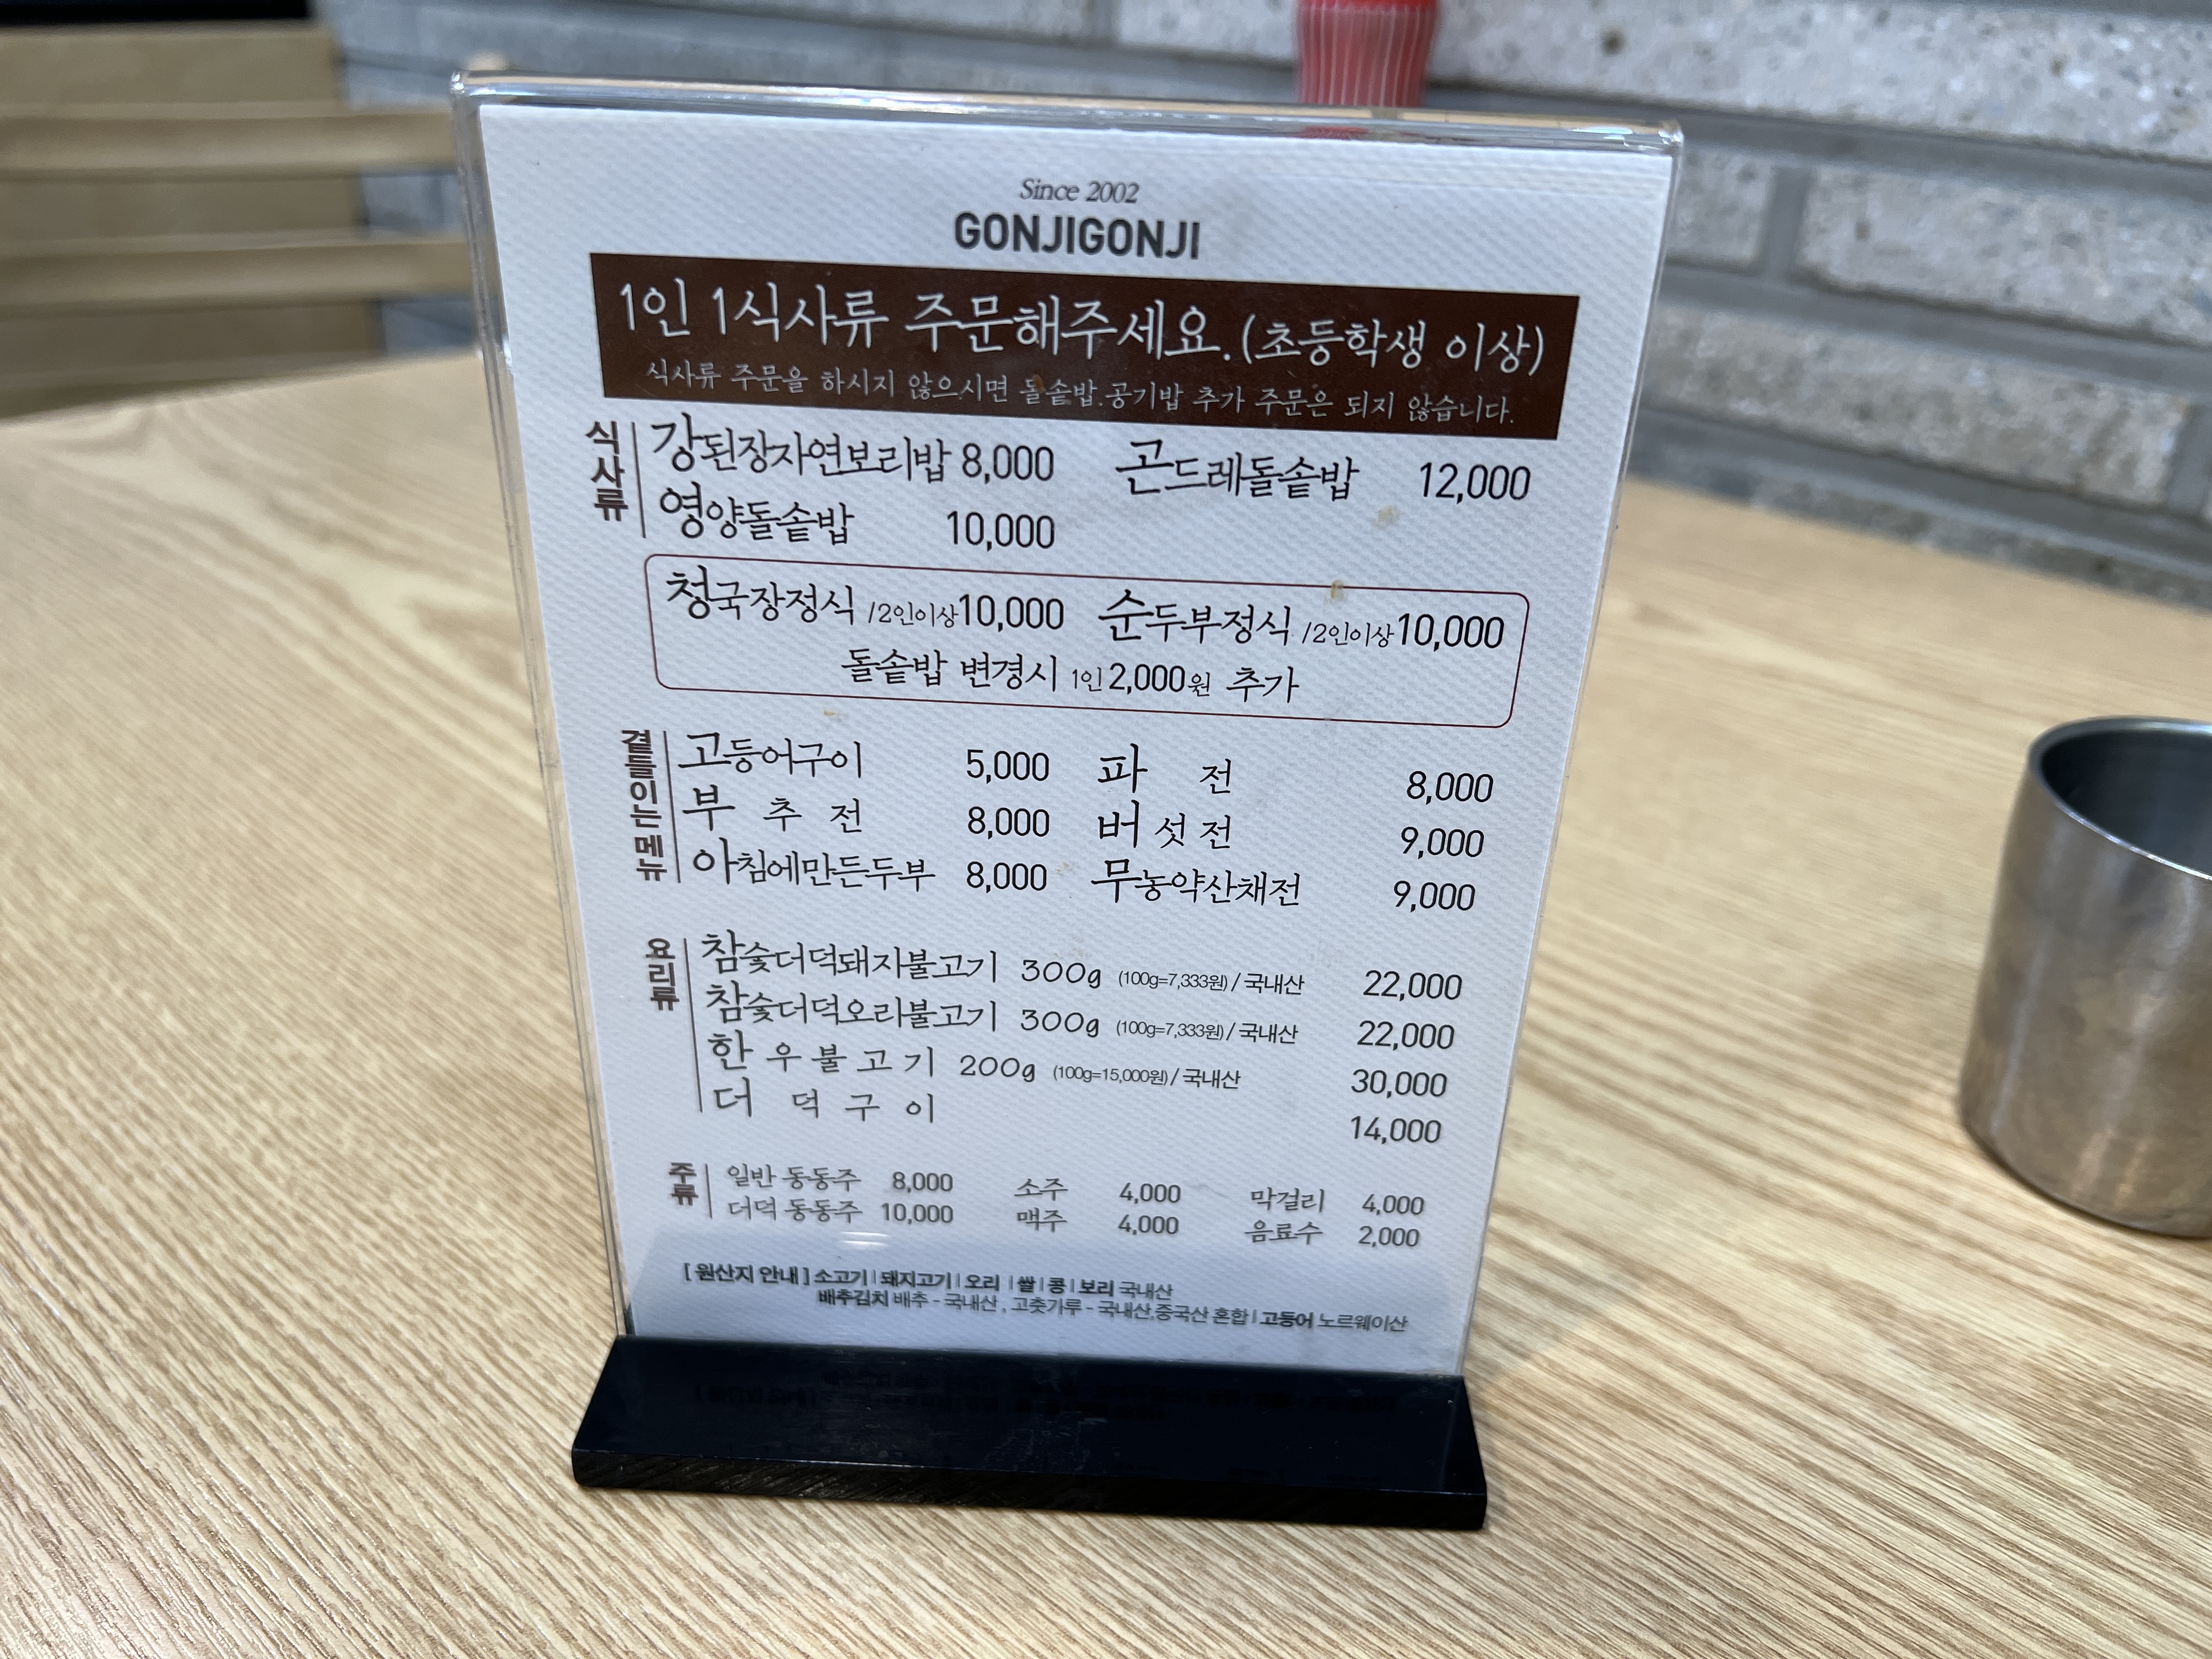 Since 2002
GONJIGONJI
1인 1식사류 주문해주세요.(초등학생 이상)
식사류 주문을 하시지 않으시면 돌솥밥.공기밥 추가 주문은 되지 않습니다.
식사류
강된장자연보리밥 8,000 곤드레돌솥밥 12,000
영양돌솥밥 10,000
청국장정식 /2인이상 10,000 순두부정식 /2인이상 10,000
돌솥밥 변경시 1인 2,000원 추가
곁들이는 메뉴
고등어구이 5,000 파 전 8,000
부 추 전 8,000 버 섯 전 9,000
아침에만든두부 8,000 무농약산채전 9,000
요리류
참숯더덕돼지불고기 300g (100g=7,333원) / 국내산 22,000
참숯더덕오리불고기 300g (100g=7,333원) / 국내산 22,000
한 우 불 고 기 200g (100g=15,000원) / 국내산 30,000
더 덕 구 이 14,000
주류
일반 동동주 8,000 소주 4,000 막걸리 4,000
더덕 동동주 10,000 맥주 4,000 음료수 2,000
[ 원산지 안내 ] 소고기 | 돼지고기 | 오리 | 쌀 | 콩 | 보리 국내산
배추김치 배추 - 국내산 , 고춧가루 - 국내산,중국산 혼합 | 고등어 노르웨이산